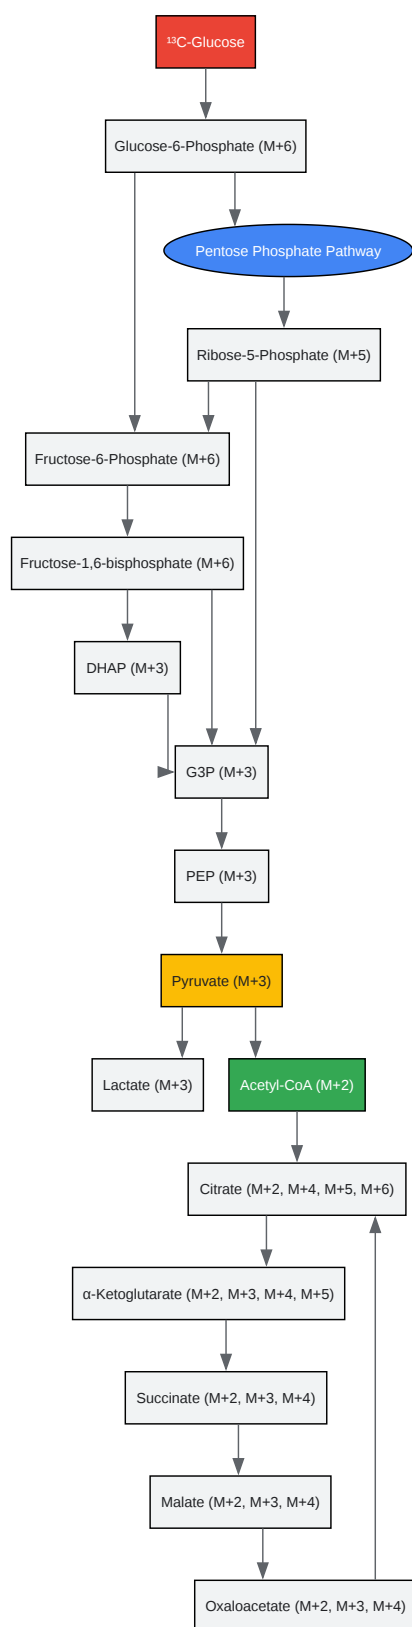 ¹³C-Glucose
Glucose-6-Phosphate (M+6)
Pentose Phosphate Pathway
Ribose-5-Phosphate (M+5)
Fructose-6-Phosphate (M+6)
Fructose-1,6-bisphosphate (M+6)
DHAP (M+3)
G3P (M+3)
PEP (M+3)
Pyruvate (M+3)
Lactate (M+3)
Acetyl-CoA (M+2)
Citrate (M+2, M+4, M+5, M+6)
α-Ketoglutarate (M+2, M+3, M+4, M+5)
Succinate (M+2, M+3, M+4)
Malate (M+2, M+3, M+4)
Oxaloacetate (M+2, M+3, M+4)